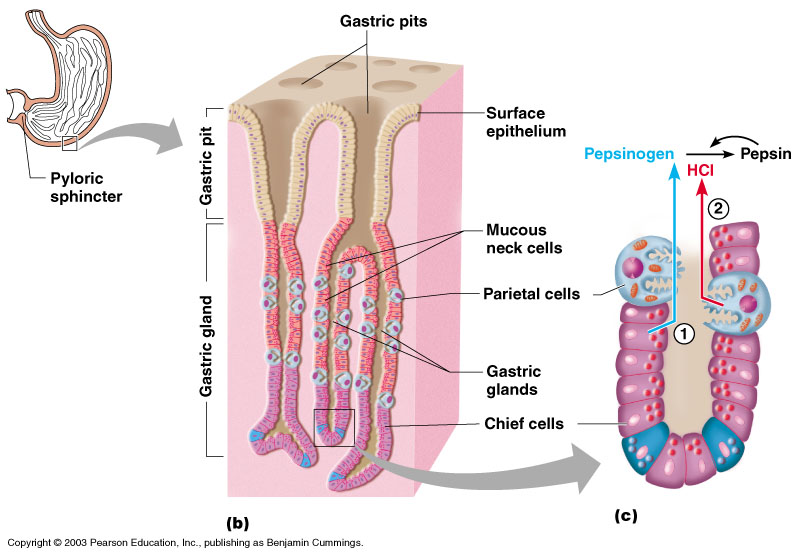 Gastric pits
Pyloric
sphincter
Gastric pit
Gastric gland
Surface
epithelium
Mucous
neck cells
Parietal cells
Gastric
glands
Chief cells
Pepsinogen
Pepsin
HCl
2
1
(b)
(c)
Copyright © 2003 Pearson Education, Inc., publishing as Benjamin Cummings.